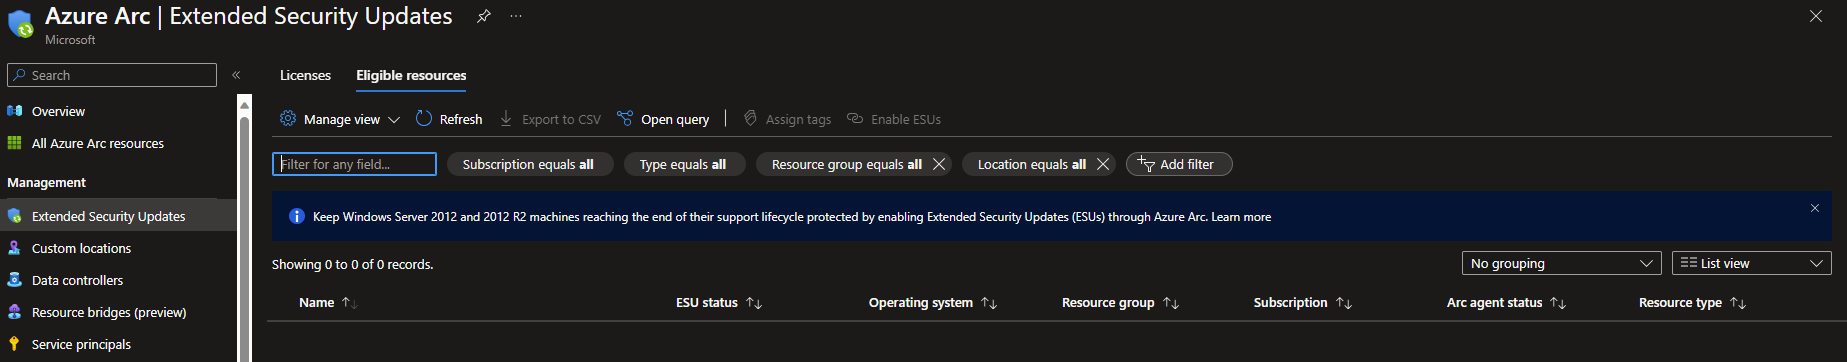 Azure Arc | Extended Security Updates
Microsoft
Search
Overview
All Azure Arc resources
Management
Extended Security Updates
Custom locations
Data controllers
Resource bridges (preview)
Service principals
Licenses Eligible resources
Manage view Refresh Export to CSV Open query Assign tags Enable ESUs
Filter for any field... Subscription equals all Type equals all Resource group equals all Location equals all Add filter
Keep Windows Server 2012 and 2012 R2 machines reaching the end of their support lifecycle protected by enabling Extended Security Updates (ESUs) through Azure Arc. Learn more
Showing 0 to 0 of 0 records. No grouping List view
Name ESU status Operating system Resource group Subscription Arc agent status Resource type